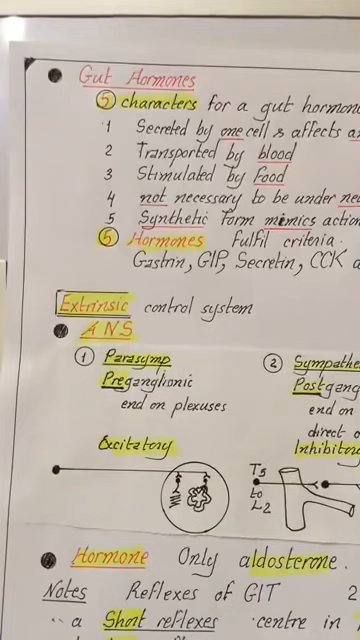 Gut Hormones
5 characters for a gut hormon
1 Secreted by one cell & affects a
2 Transported by blood
3 Stimulated by Food
4 not necessary to be under ne
5 Synthetic form mimics action
5 Hormones fulfil criteria.
Gastrin, GIP, Secretin, CCK a
Extrinsic control system
ANS
1 Parasymp
Preganglionic
end on plexuses
Excitatory
2 Sympathe
Postgang
end on
direct o
Inhibitory
T5
to
L2
Hormone Only aldosterone.
Notes Reflexes of GIT 2
a Short reflexes centre in